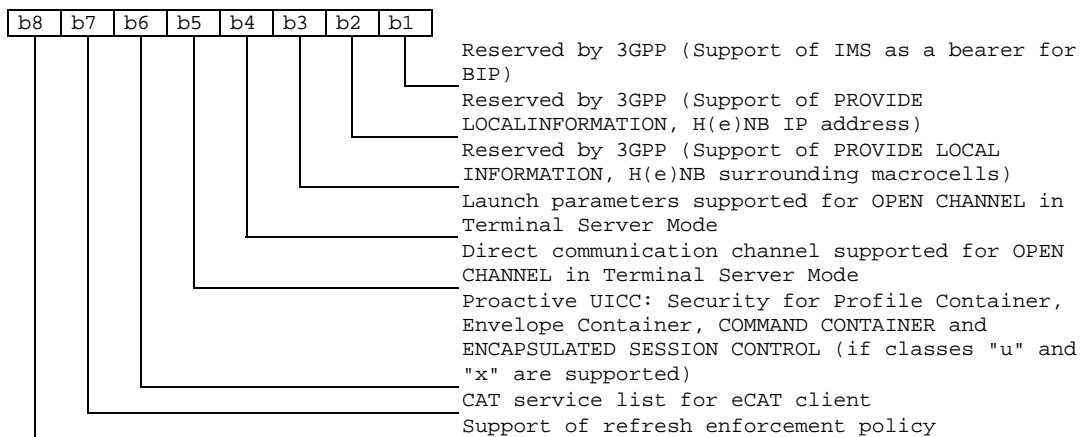 b8 b7 b6 b5 b4 b3 b2 b1
Reserved by 3GPP (Support of IMS as a bearer for
BIP)
Reserved by 3GPP (Support of PROVIDE
LOCALINFORMATION, H(e)NB IP address)
Reserved by 3GPP (Support of PROVIDE LOCAL
INFORMATION, H(e)NB surrounding macrocells)
Launch parameters supported for OPEN CHANNEL in
Terminal Server Mode
Direct communication channel supported for OPEN
CHANNEL in Terminal Server Mode
Proactive UICC: Security for Profile Container,
Envelope Container, COMMAND CONTAINER and
ENCAPSULATED SESSION CONTROL (if classes "u" and
"x" are supported)
CAT service list for eCAT client
Support of refresh enforcement policy